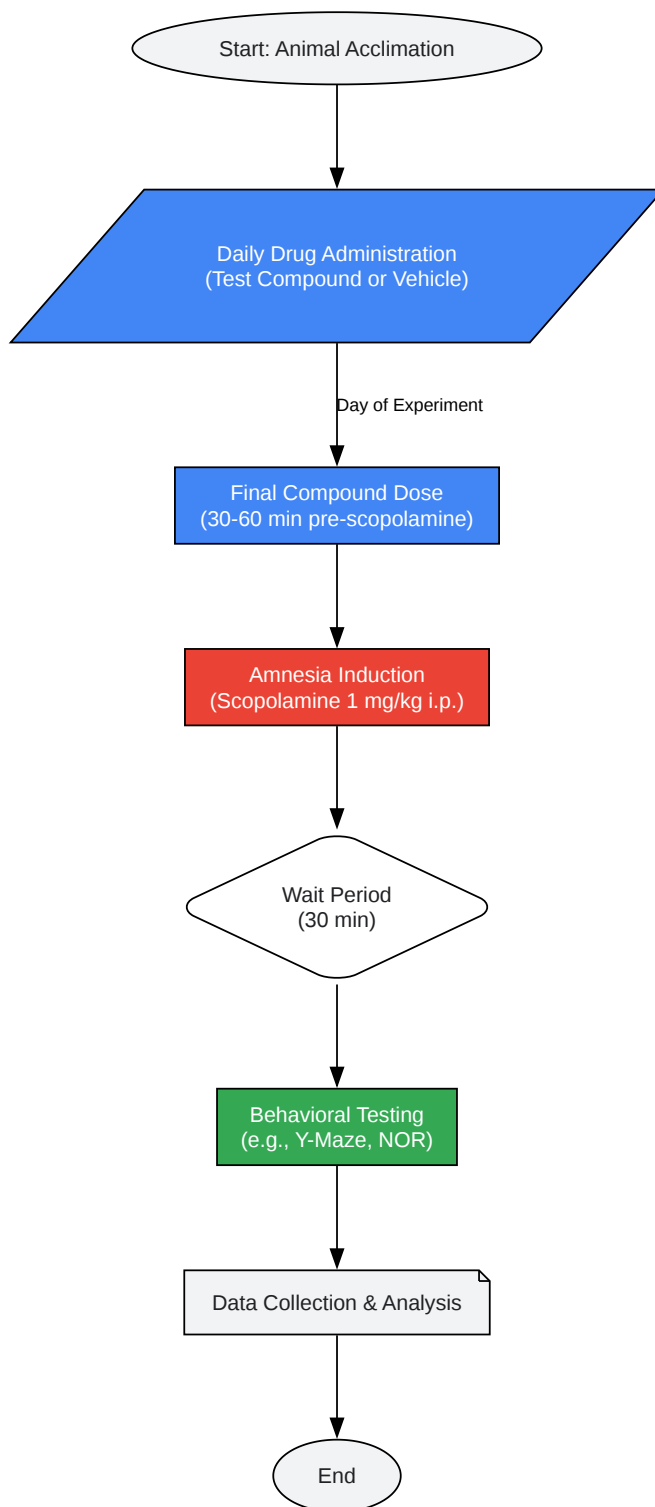 Start: Animal Acclimation
Daily Drug Administration
(Test Compound or Vehicle)
Day of Experiment
Final Compound Dose
(30-60 min pre-scopolamine)
Amnesia Induction
(Scopolamine 1 mg/kg i.p.)
Wait Period
(30 min)
Behavioral Testing
(e.g., Y-Maze, NOR)
Data Collection & Analysis
End